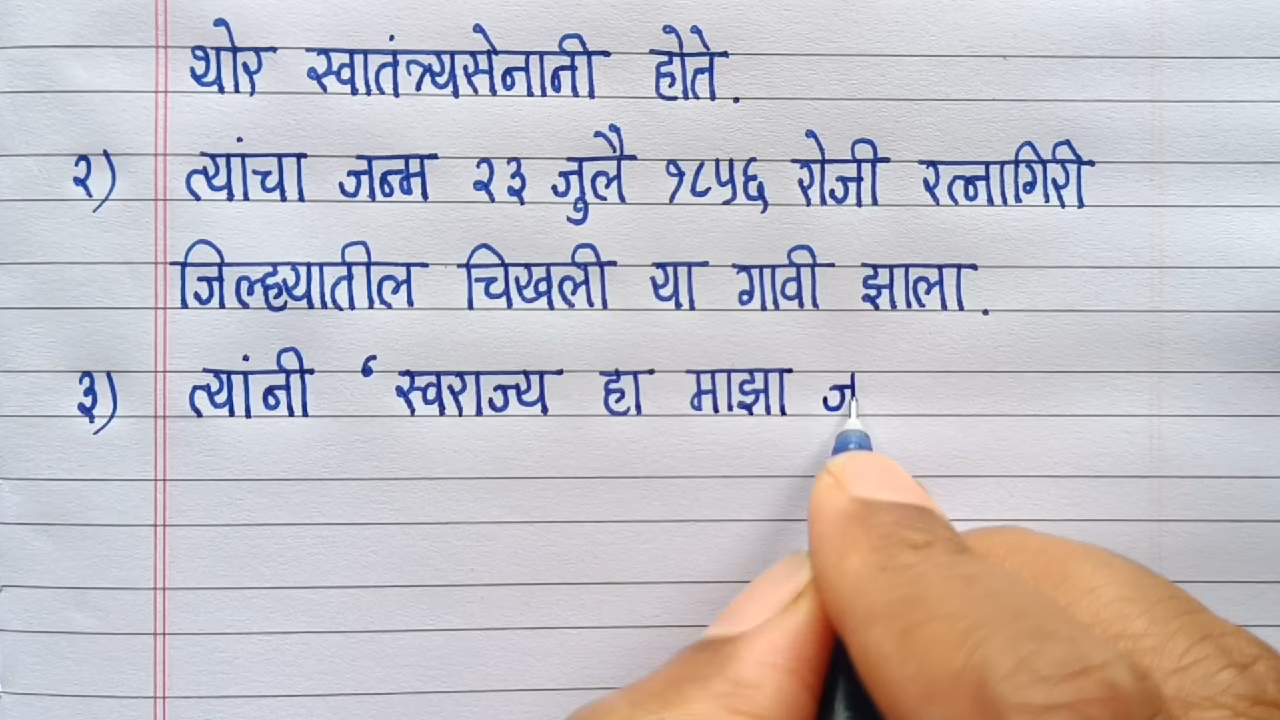 थोर स्वातंत्र्यसेनानी होते.
२) त्यांचा जन्म २३ जुलै १८५६ रोजी रत्नागिरी
जिल्ह्यातील चिखली या गावी झाला.
३) त्यांनी ‘स्वराज्य हा माझा ज